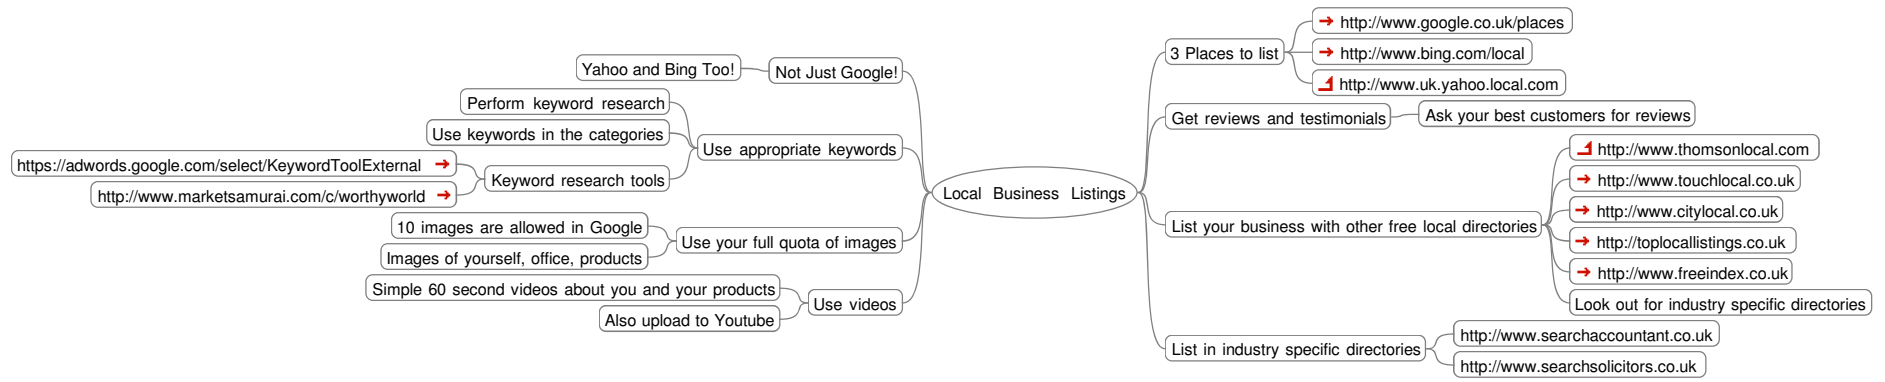 Local Business Listings
3 Places to list
http://www.google.co.uk/places
http://www.bing.com/local
http://www.uk.yahoo.local.com
Get reviews and testimonials
Ask your best customers for reviews
List your business with other free local directories
http://www.thomsonlocal.com
http://www.touchlocal.co.uk
http://www.citylocal.co.uk
http://toplocallistings.co.uk
http://www.freeindex.co.uk
Look out for industry specific directories
List in industry specific directories
http://www.searchaccountant.co.uk
http://www.searchsolicitors.co.uk
Not Just Google!
Yahoo and Bing Too!
Use appropriate keywords
Perform keyword research
Use keywords in the categories
Keyword research tools
https://adwords.google.com/select/KeywordToolExternal
http://www.marketsamurai.com/c/worthyworld
Use your full quota of images
10 images are allowed in Google
Images of yourself, office, products
Use videos
Simple 60 second videos about you and your products
Also upload to Youtube